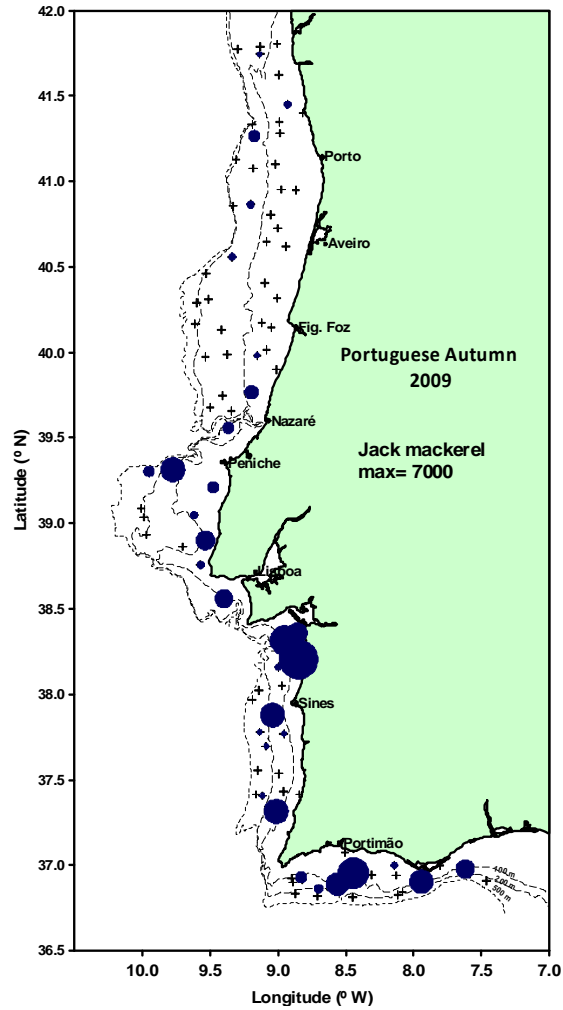 42.0
41.5
41.0
40.5
40.0
39.5
39.0
38.5
38.0
37.5
37.0
36.5
Latitude (º N)
Porto
Aveiro
Fig. Foz
Portuguese Autumn
2009
Nazaré
Jack mackerel
max= 7000
Peniche
Lisboa
Sines
Portimão
100 m
200 m
500 m
10.0 9.5 9.0 8.5 8.0 7.5 7.0
Longitude (º W)